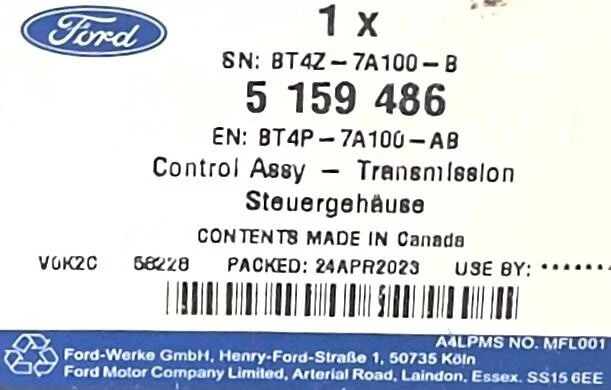 Ford
1 x
SN: BT4Z-7A100-B
5 159 486
EN: BT4P-7A100-AB
Control Assy - Transmission
Steuergehäuse
CONTENTS MADE IN Canada
V0K2C 58228 PACKED: 24APR2023 USE BY: *******
A4LPMS NO. MFL001
Ford-Werke GmbH, Henry-Ford-Straße 1, 50735 Köln
Ford Motor Company Limited, Arterial Road, Laindon, Essex. SS15 6EE